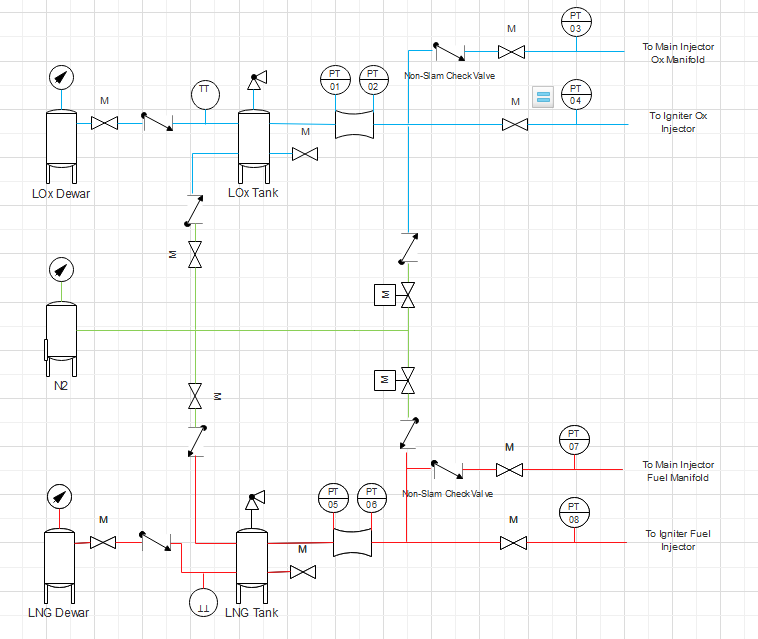 M
PT
03
To Main Injector
Ox Manifold
Non-Slam Check Valve
TT
PT
01
PT
02
M
M
PT
04
To Igniter Ox
Injector
M
LOx Dewar
LOx Tank
M
M
N2
M
M
M
PT
07
To Main Injector
Fuel Manifold
Non-Slam Check Valve
PT
05
PT
06
M
M
PT
08
To Igniter Fuel
Injector
M
TT
LNG Dewar
LNG Tank